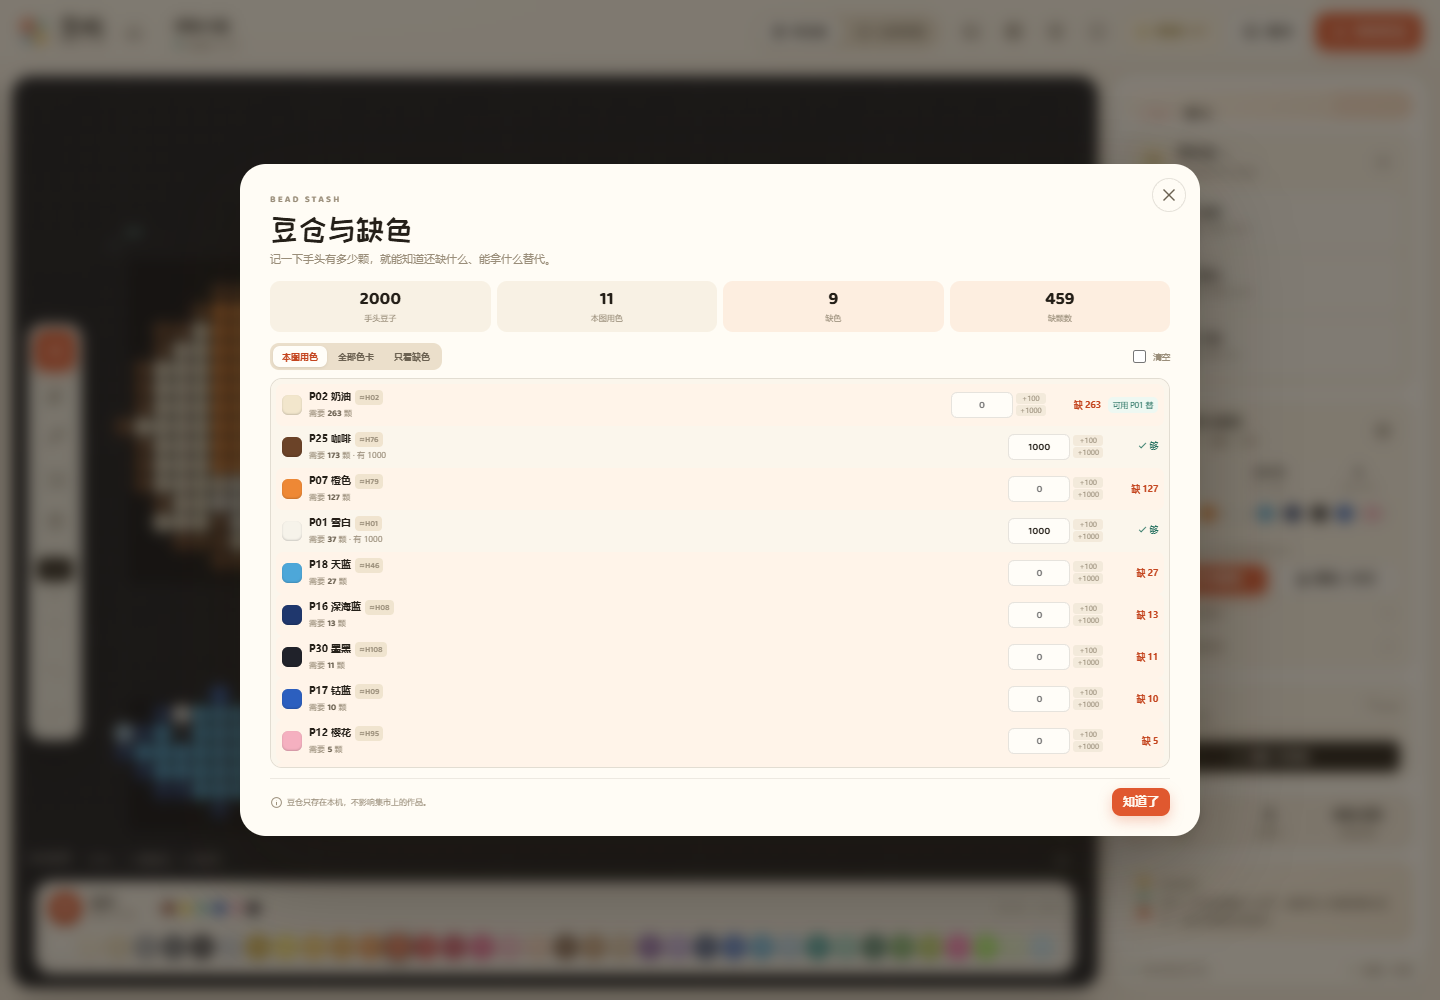 BEAD STASH
豆仓与缺色
记一下手头有多少颗，就能知道还缺什么、能拿什么替代。
2000
手头豆子
11
本图用色
9
缺色
459
缺颗数
本图用色
全部色卡
只看缺色
清空
P02 奶油 ≈H02
需要 263 颗
0
+100
+1000
缺 263
可用 P01 替
P25 咖啡 ≈H76
需要 173 颗 · 有 1000
1000
+100
+1000
✓ 够
P07 橙色 ≈H79
需要 127 颗
0
+100
+1000
缺 127
P01 雪白 ≈H01
需要 37 颗 · 有 1000
1000
+100
+1000
✓ 够
P18 天蓝 ≈H46
需要 27 颗
0
+100
+1000
缺 27
P16 深海蓝 ≈H08
需要 13 颗
0
+100
+1000
缺 13
P30 墨黑 ≈H108
需要 11 颗
0
+100
+1000
缺 11
P17 钴蓝 ≈H09
需要 10 颗
0
+100
+1000
缺 10
P12 樱花 ≈H95
需要 5 颗
0
+100
+1000
缺 5
豆仓只存在本机，不影响集市上的作品。
知道了